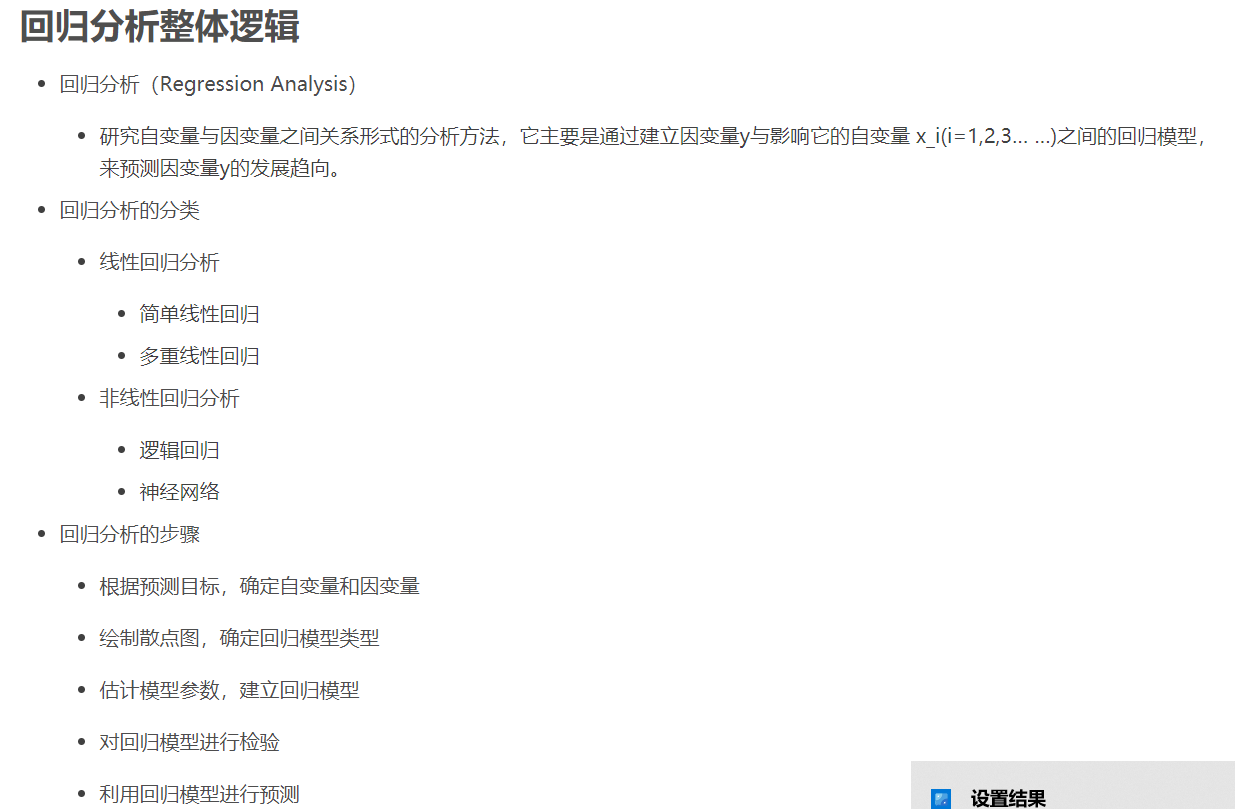 回归分析整体逻辑
回归分析（Regression Analysis）
研究自变量与因变量之间关系形式的分析方法，它主要是通过建立因变量y与影响它的自变量 x_i(i=1,2,3... ...)之间的回归模型，
来预测因变量y的发展趋向。
回归分析的分类
线性回归分析
简单线性回归
多重线性回归
非线性回归分析
逻辑回归
神经网络
回归分析的步骤
根据预测目标，确定自变量和因变量
绘制散点图，确定回归模型类型
估计模型参数，建立回归模型
对回归模型进行检验
利用回归模型进行预测
设置结果